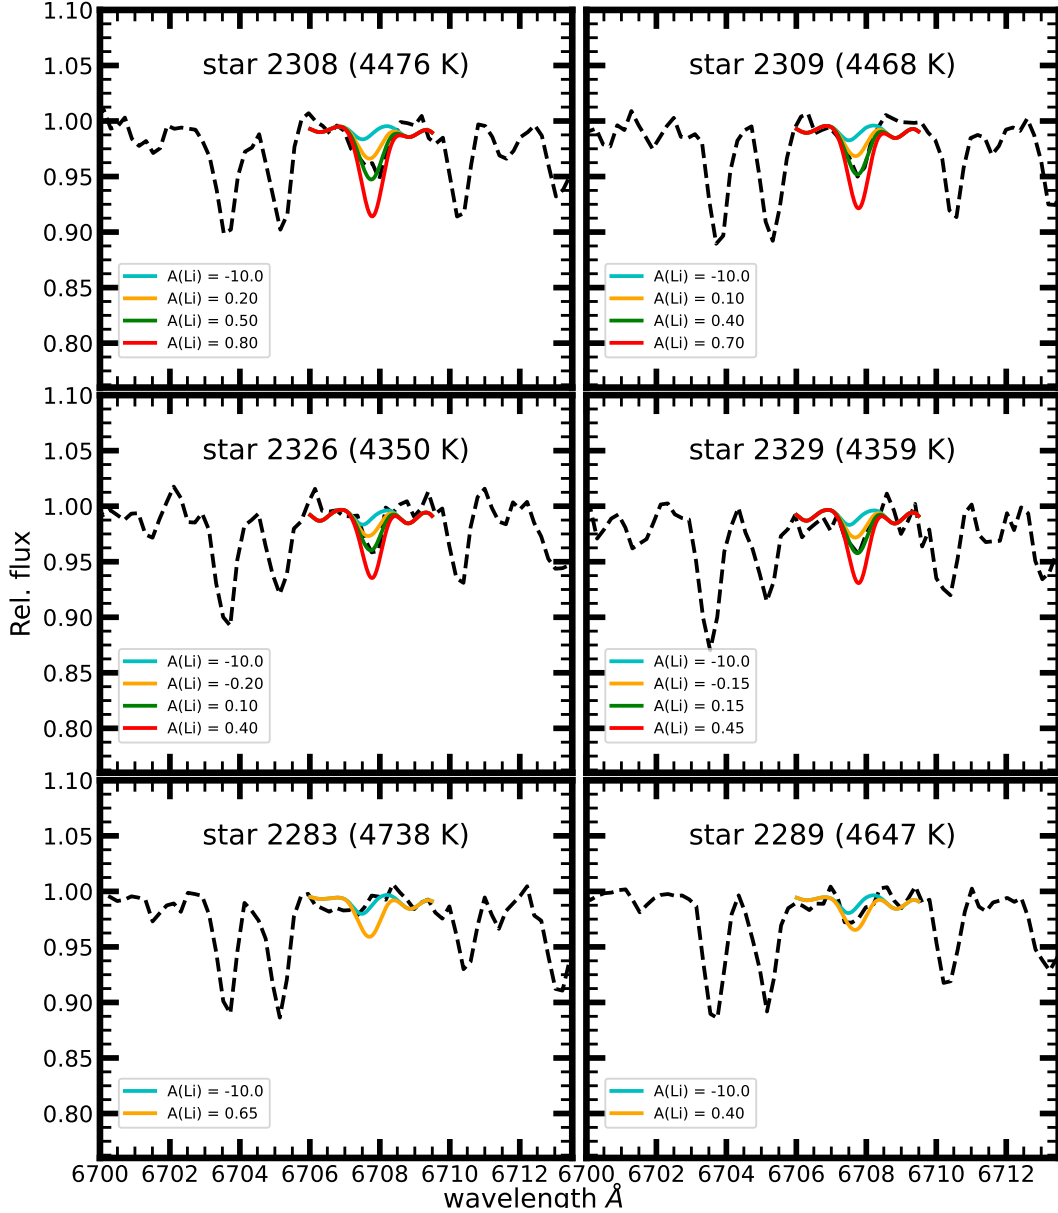 1.10
1.05
1.00
0.95
0.90
0.85
0.80
star 2308 (4476 K)
A(Li) = -10.0
A(Li) = 0.20
A(Li) = 0.50
A(Li) = 0.80
star 2309 (4468 K)
A(Li) = -10.0
A(Li) = 0.10
A(Li) = 0.40
A(Li) = 0.70
1.10
1.05
1.00
0.95
0.90
0.85
0.80
Rel. flux
star 2326 (4350 K)
A(Li) = -10.0
A(Li) = -0.20
A(Li) = 0.10
A(Li) = 0.40
star 2329 (4359 K)
A(Li) = -10.0
A(Li) = -0.15
A(Li) = 0.15
A(Li) = 0.45
1.10
1.05
1.00
0.95
0.90
0.85
0.80
star 2283 (4738 K)
A(Li) = -10.0
A(Li) = 0.65
star 2289 (4647 K)
A(Li) = -10.0
A(Li) = 0.40
6700 6702 6704 6706 6708 6710 6712
6702 6704 6706 6708 6710 6712
wavelength Å